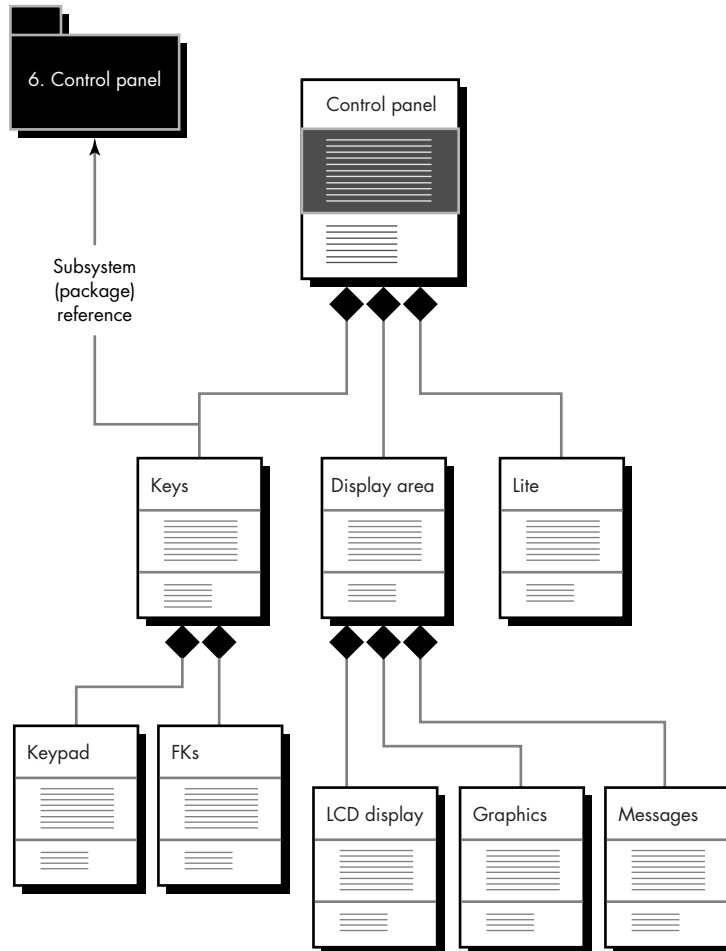 6. Control panel
Control panel
Subsystem
(package)
reference
Keys
Display area
Lite
Keypad
FKs
LCD display
Graphics
Messages